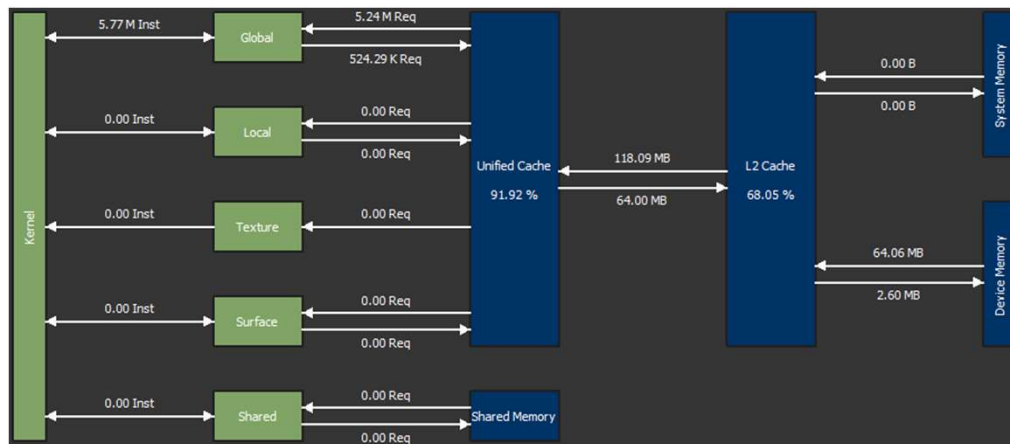 Kernel
5.77 M Inst
Global
5.24 M Req
524.29 K Req
0.00 Inst
Local
0.00 Req
0.00 Req
0.00 Inst
Texture
0.00 Req
0.00 Inst
Surface
0.00 Req
0.00 Req
0.00 Inst
Shared
0.00 Req
0.00 Req
Unified Cache
91.92 %
Shared Memory
118.09 MB
64.00 MB
L2 Cache
68.05 %
0.00 B
0.00 B
System Memory
64.06 MB
2.60 MB
Device Memory